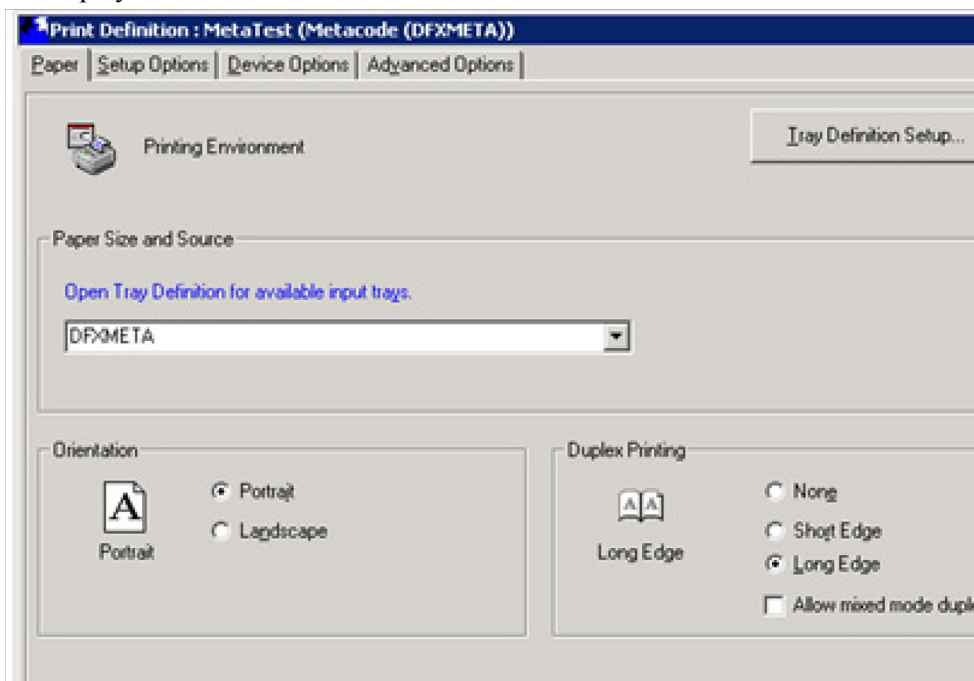 Print Definition : MetaTest (Metacode (DFXMETA))
Paper Setup Options Device Options Advanced Options
Printing Environment
Tray Definition Setup...
Paper Size and Source
Open Tray Definition for available input trays.
DFXMETA
Orientation
A
Portrait
Portrait
Landscape
Duplex Printing
A A
Long Edge
None
Short Edge
Long Edge
Allow mixed mode duple